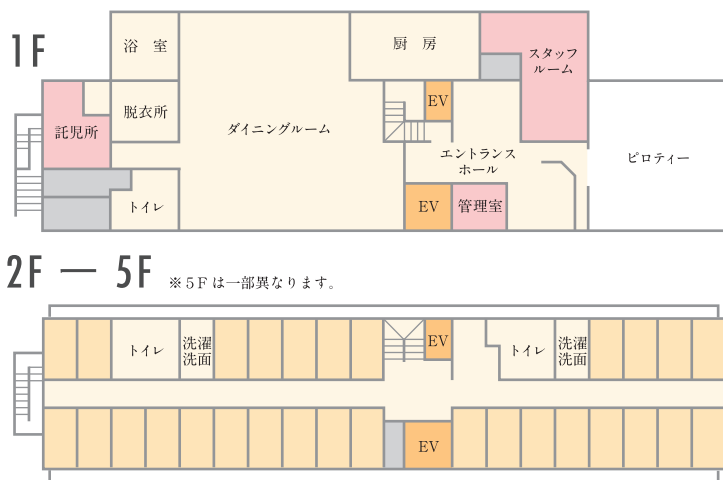 1F
浴 室
厨 房
スタッフ
ルーム
EV
脱衣所
託児所
ダイニングルーム
エントランス
ホール
ピロティー
トイレ
EV
管理室
2F — 5F ※5Fは一部異なります。
トイレ
洗濯
洗面
EV
トイレ
洗濯
洗面
EV